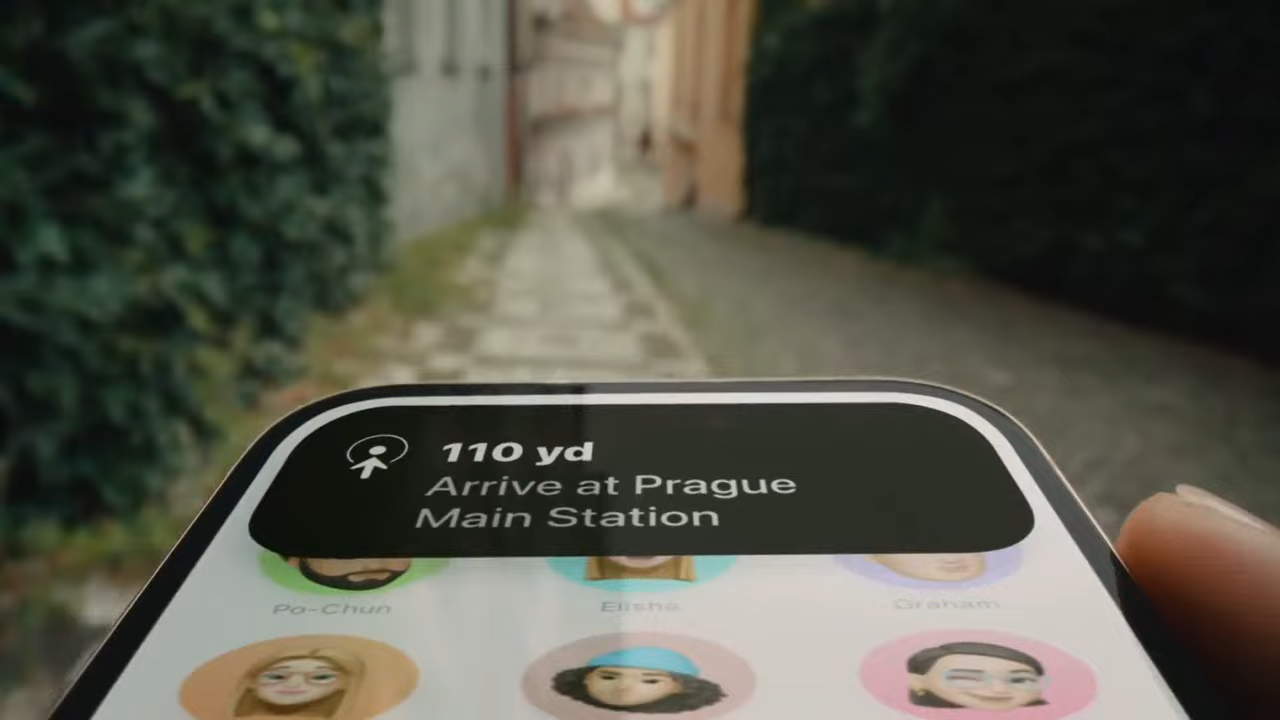 110 yd
Arrive at Prague
Main Station
Po-Chun
Elisha
Graham